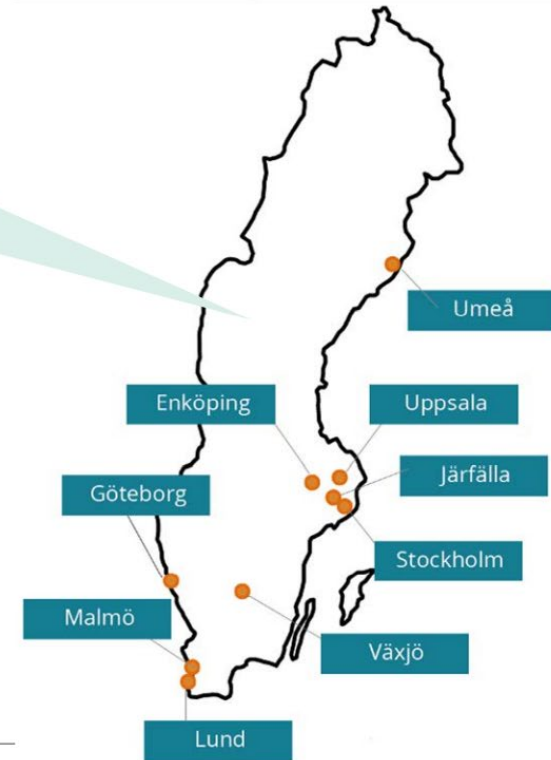 Umeå
Enköping
Uppsala
Järfälla
Göteborg
Stockholm
Malmö
Växjö
Lund